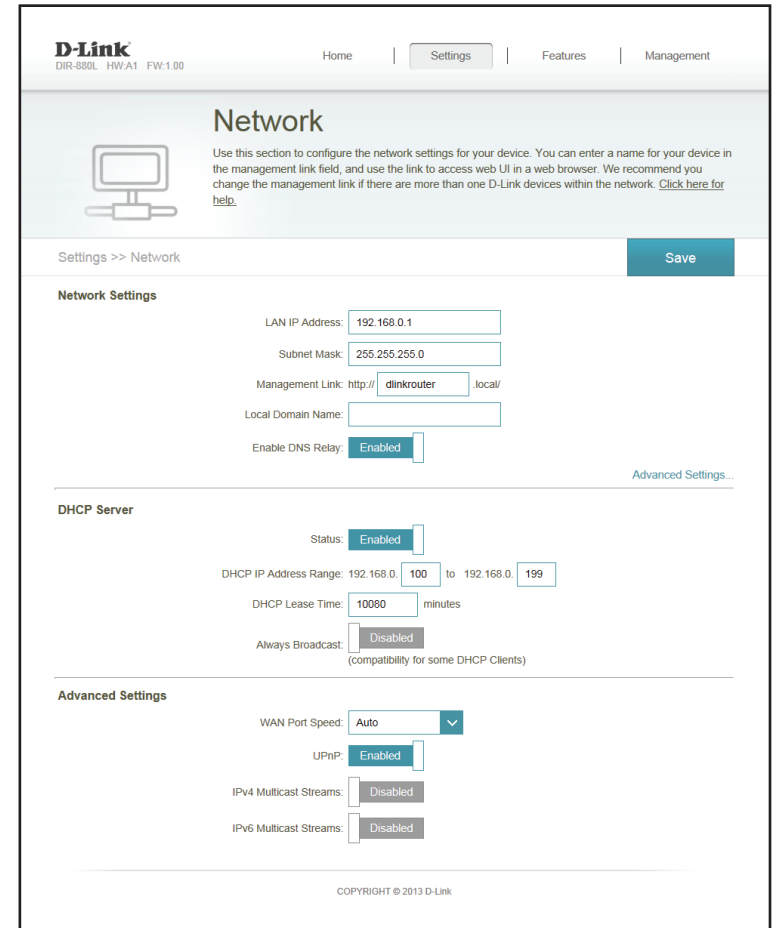 D-Link
DIR-880L HW:A1 FW:1.00
Home
Settings
Features
Management
Network
Use this section to configure the network settings for your device. You can enter a name for your device in
the management link field, and use the link to access web UI in a web browser. We recommend you
change the management link if there are more than one D-Link devices within the network. Click here for
help.
Settings >> Network
Save
Network Settings
LAN IP Address: 192.168.0.1
Subnet Mask: 255.255.255.0
Management Link: http:// dlinkrouter .local/
Local Domain Name:
Enable DNS Relay: Enabled
Advanced Settings...
DHCP Server
Status: Enabled
DHCP IP Address Range: 192.168.0. 100 to 192.168.0. 199
DHCP Lease Time: 10080 minutes
Always Broadcast: Disabled
(compatibility for some DHCP Clients)
Advanced Settings
WAN Port Speed: Auto
UPnP: Enabled
IPv4 Multicast Streams: Disabled
IPv6 Multicast Streams: Disabled
COPYRIGHT © 2013 D-Link